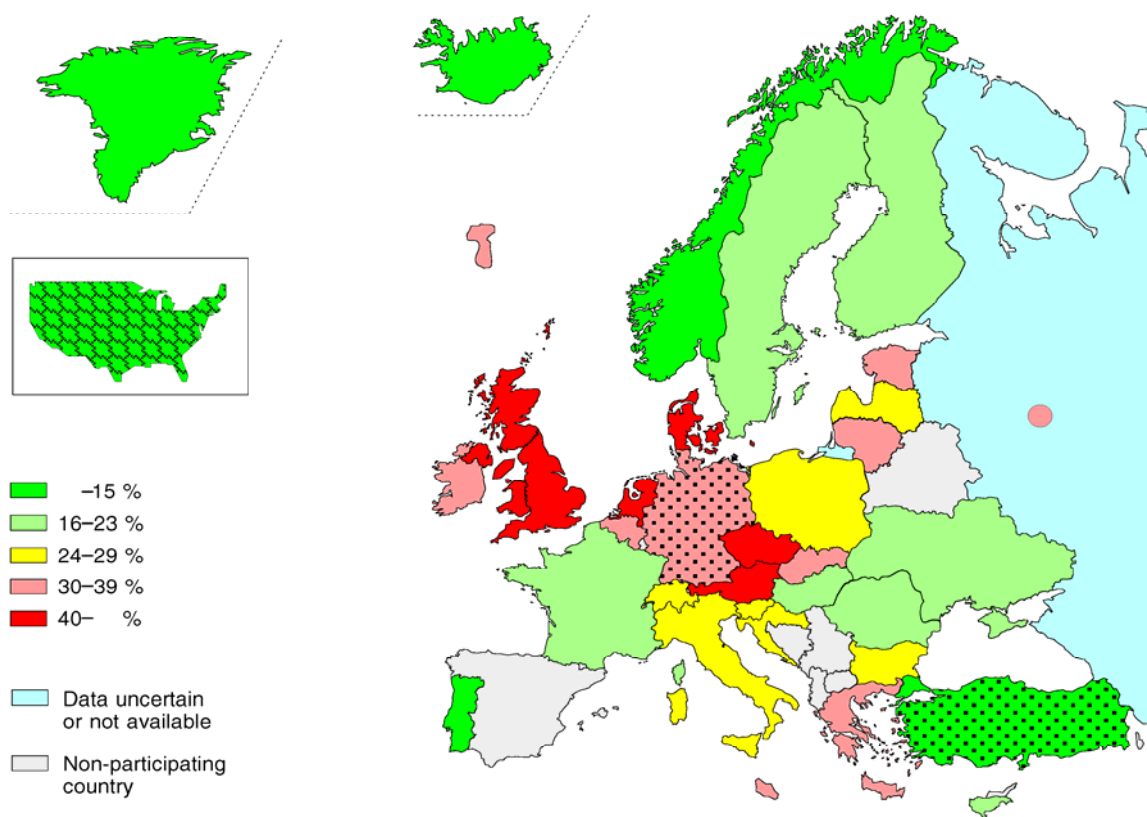 –15 %
16–23 %
24–29 %
30–39 %
40– %
Data uncertain
or not available
Non-participating
country